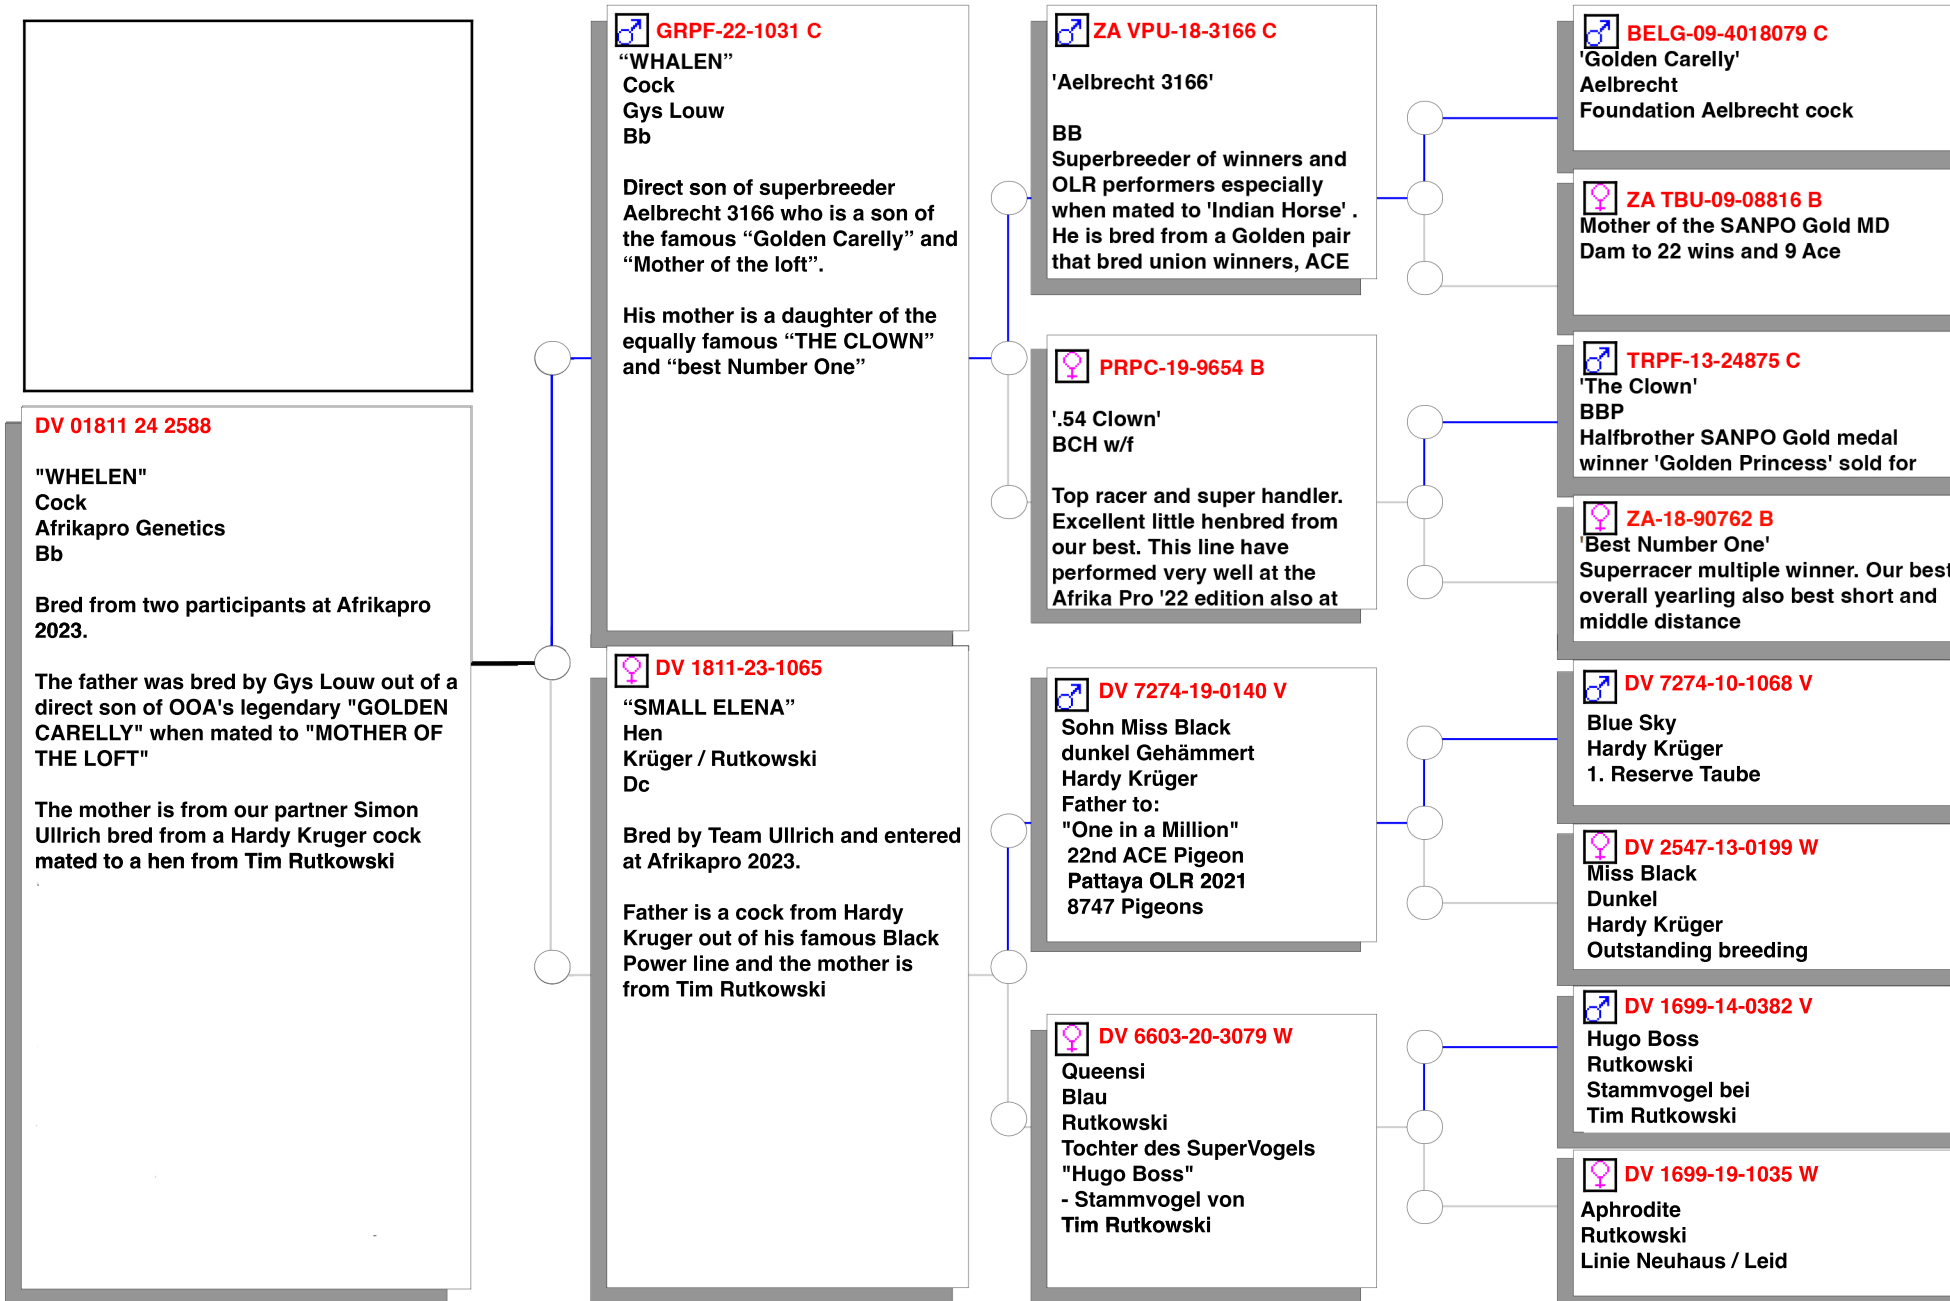 DV 01811 24 2588
"WHELEN"
Cock
Afrikapro Genetics
Bb
Bred from two participants at Afrikapro
2023.
The father was bred by Gys Louw out of a
direct son of OOA's legendary "GOLDEN
CARELLY" when mated to "MOTHER OF
THE LOFT"
The mother is from our partner Simon
Ullrich bred from a Hardy Kruger cock
mated to a hen from Tim Rutkowski
GRPF-22-1031 C
“WHALEN”
Cock
Gys Louw
Bb
Direct son of superbreeder
Aelbrecht 3166 who is a son of
the famous “Golden Carelly” and
“Mother of the loft”.
His mother is a daughter of the
equally famous “THE CLOWN”
and “best Number One”
DV 1811-23-1065
“SMALL ELENA”
Hen
Krüger / Rutkowski
Dc
Bred by Team Ullrich and entered
at Afrikapro 2023.
Father is a cock from Hardy
Kruger out of his famous Black
Power line and the mother is
from Tim Rutkowski
ZA VPU-18-3166 C
'Aelbrecht 3166'
BB
Superbreeder of winners and
OLR performers especially
when mated to 'Indian Horse' .
He is bred from a Golden pair
that bred union winners, ACE
PRPC-19-9654 B
'.54 Clown'
BCH w/f
Top racer and super handler.
Excellent little henbred from
our best. This line have
performed very well at the
Afrika Pro '22 edition also at
DV 7274-19-0140 V
Sohn Miss Black
dunkel Gehämmert
Hardy Krüger
Father to:
"One in a Million"
22nd ACE Pigeon
Pattaya OLR 2021
8747 Pigeons
DV 6603-20-3079 W
Queensi
Blau
Rutkowski
Tochter des SuperVogels
"Hugo Boss"
- Stammvogel von
Tim Rutkowski
BELG-09-4018079 C
'Golden Carelly'
Aelbrecht
Foundation Aelbrecht cock
ZA TBU-09-08816 B
Mother of the SANPO Gold MD
Dam to 22 wins and 9 Ace
TRPF-13-24875 C
'The Clown'
BBP
Halfbrother SANPO Gold medal
winner 'Golden Princess' sold for
ZA-18-90762 B
'Best Number One'
Superracer multiple winner. Our best
overall yearling also best short and
middle distance
DV 7274-10-1068 V
Blue Sky
Hardy Krüger
1. Reserve Taube
DV 2547-13-0199 W
Miss Black
Dunkel
Hardy Krüger
Outstanding breeding
DV 1699-14-0382 V
Hugo Boss
Rutkowski
Stammvogel bei
Tim Rutkowski
DV 1699-19-1035 W
Aphrodite
Rutkowski
Linie Neuhaus / Leid